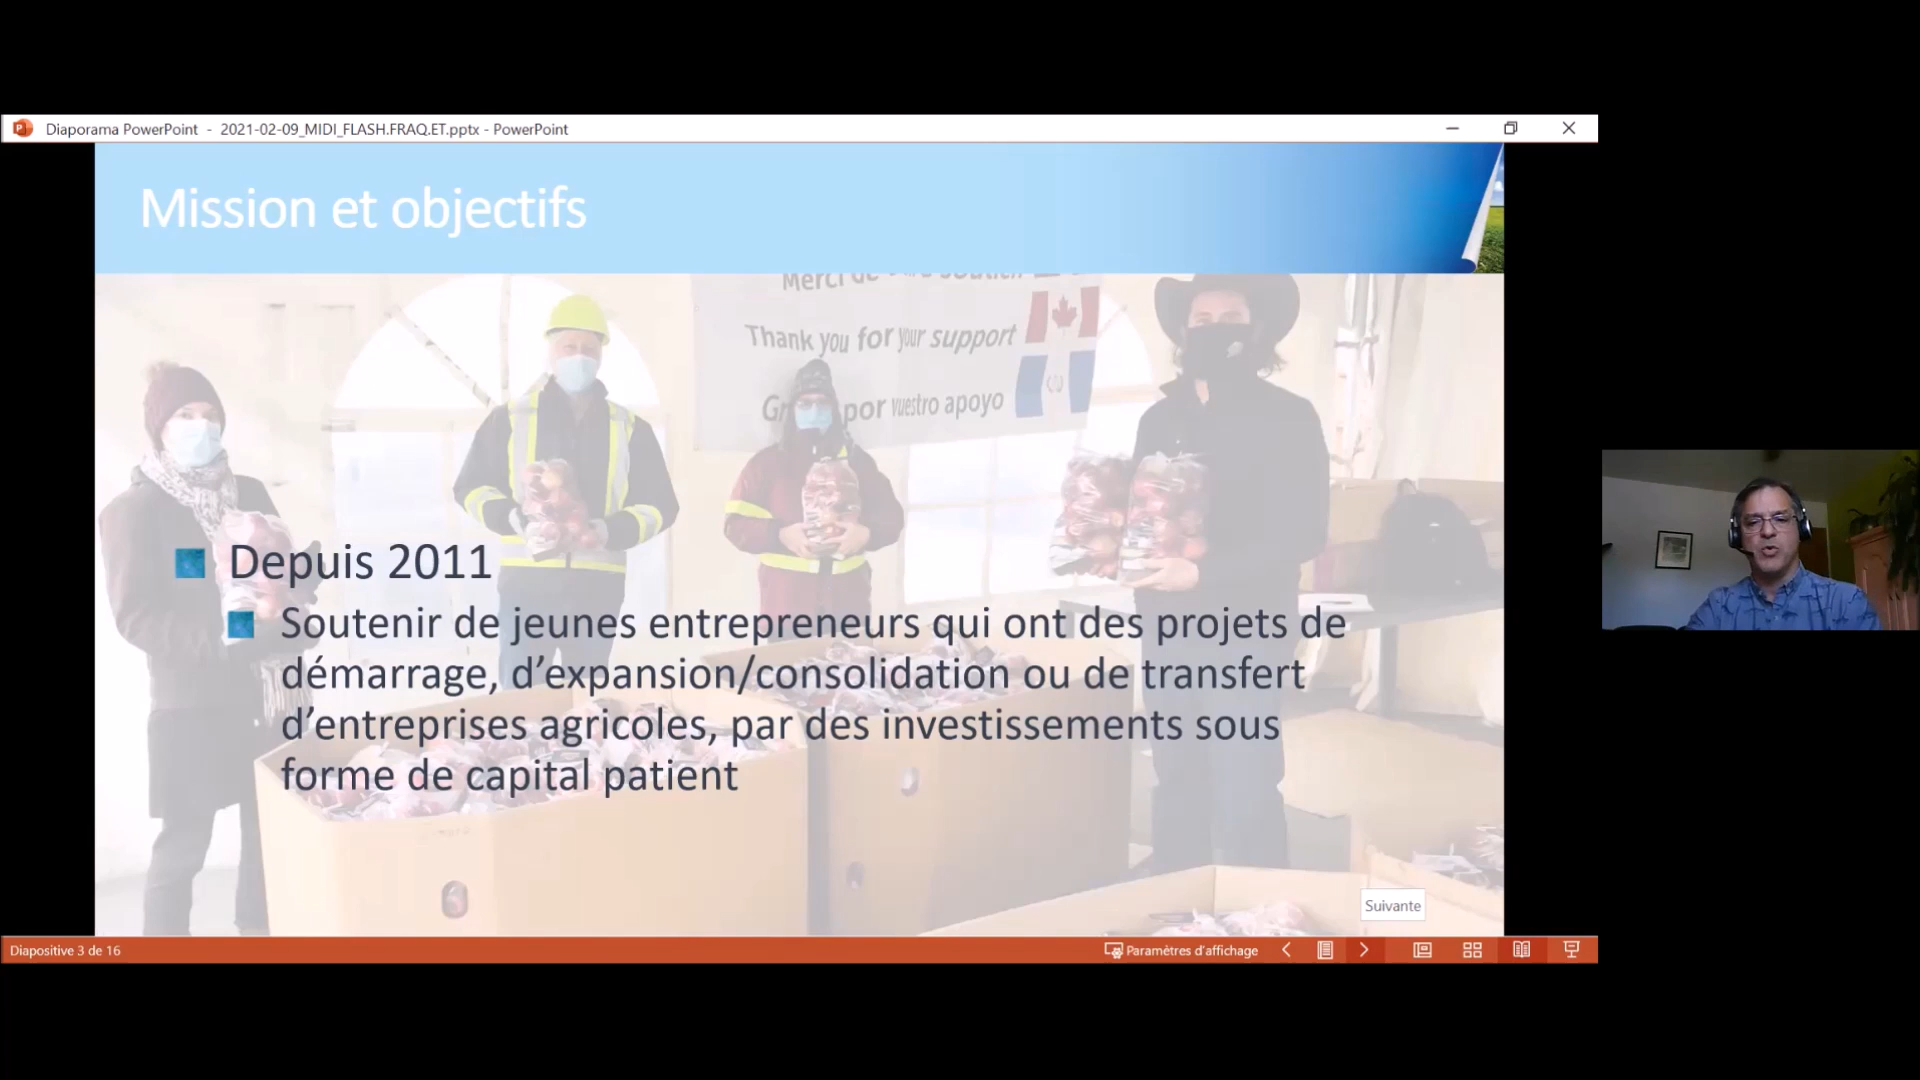 Diaporama PowerPoint - 2021-02-09_MIDI_FLASH.FRAQ.ET.pptx - PowerPoint
Mission et objectifs
Merci de
Thank you for your support
por vuestro apoyo
Depuis 2011
Soutenir de jeunes entrepreneurs qui ont des projets de
démarrage, d’expansion/consolidation ou de transfert
d’entreprises agricoles, par des investissements sous
forme de capital patient
Suivante
Diapositive 3 de 16
Paramètres d’affichage